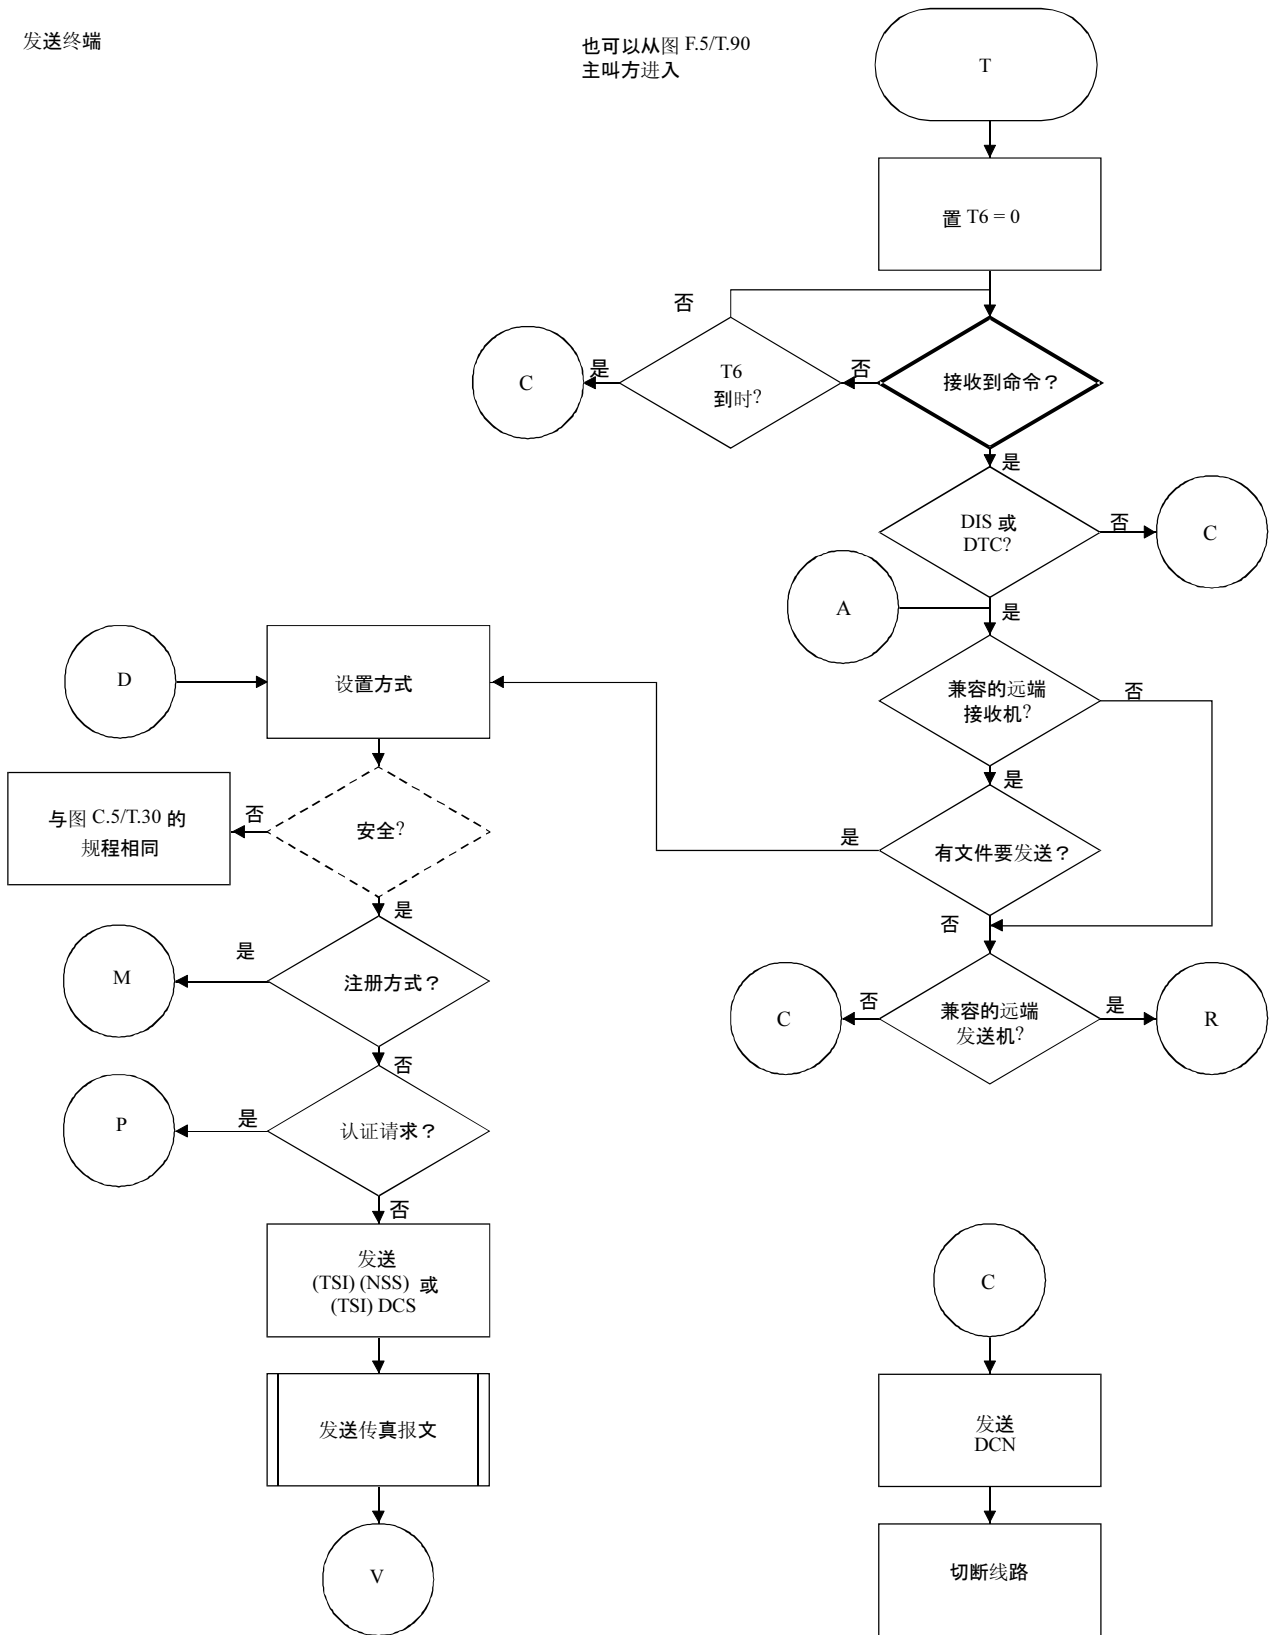 发送终端
也可以从图 F.5/T.90
主叫方进入
T
置 T6 = 0
否
C
是
T6
到时?
否
接收到命令？
是
DIS 或
DTC?
否
C
A
是
D
设置方式
兼容的远端
接收机?
否
是
与图 C.5/T.30 的
规程相同
否
安全?
是
有文件要发送？
是
否
M
是
注册方式？
C
否
兼容的远端
发送机?
是
R
否
P
是
认证请求？
否
发送
(TSI) (NSS) 或
(TSI) DCS
C
发送传真报文
发送
DCN
V
切断线路